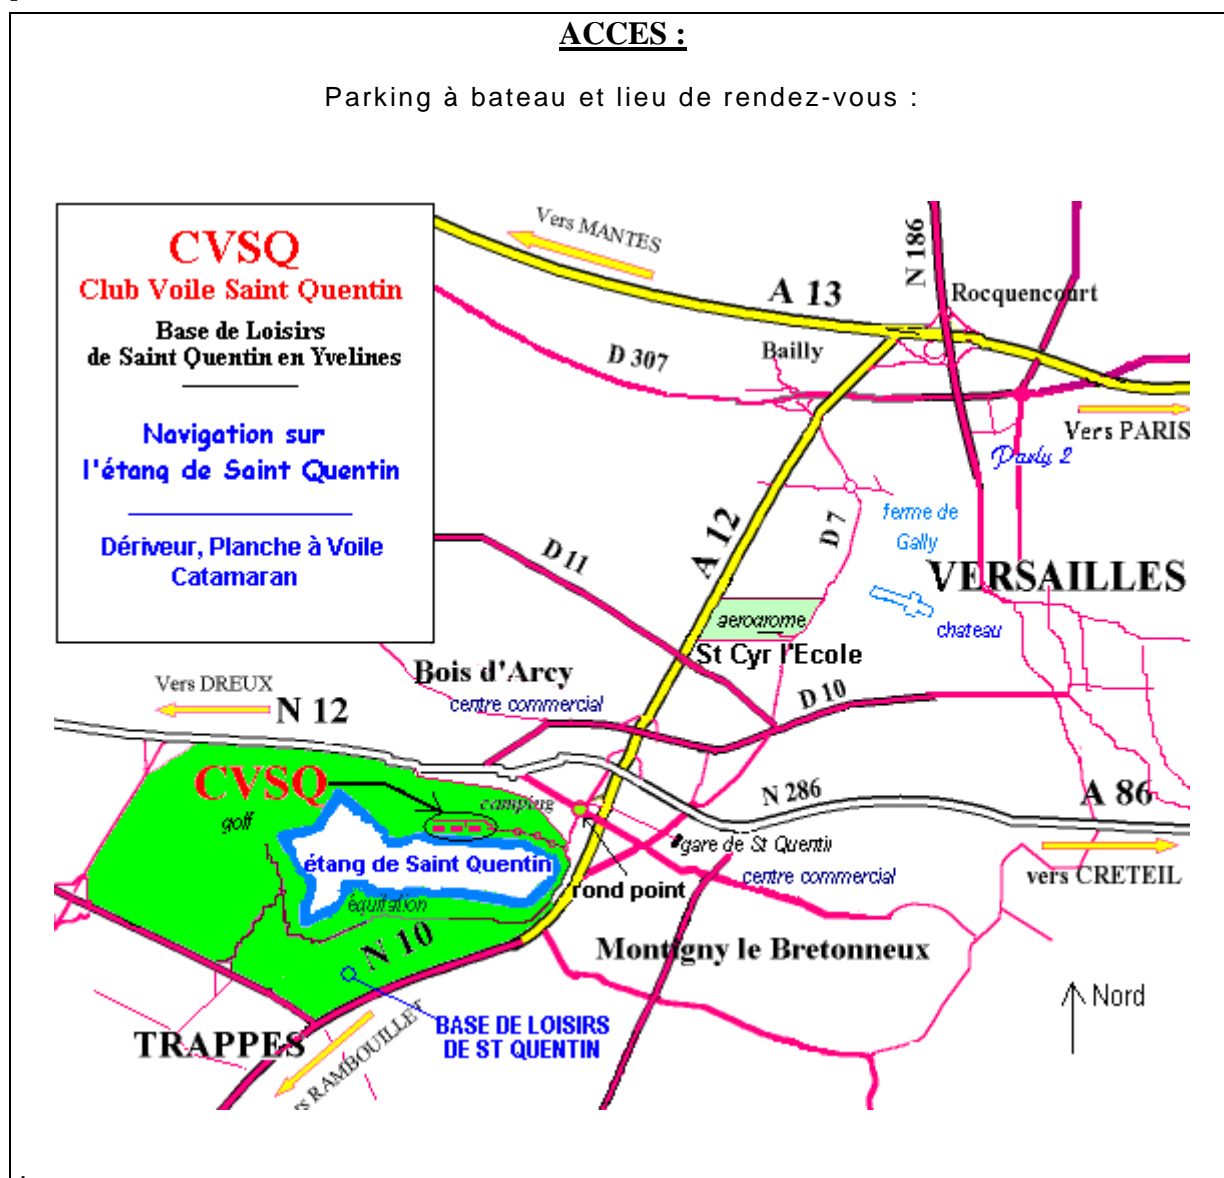 ACCES :
Parking à bateau et lieu de rendez-vous :
CVSQ
Club Voile Saint Quentin
Base de Loisirs
de Saint Quentin en Yvelines
Navigation sur
l'étang de Saint Quentin
Dériveur, Planche à Voile
Catamaran
Vers MANTES
A 13
N 186
Rocquencourt
Bailly
D 307
Vers PARIS
Parly 2
A 12
D 7
ferme de
Gally
D 11
VERSAILLES
aerodrome
chateau
St Cyr l'Ecole
Bois d'Arcy
centre commercial
D 10
Vers DREUX
N 12
CVSQ
camping
golf
N 286
A 86
gare de St Quentin
étang de Saint Quentin
centre commercial
vers CRETEIL
rond point
équitation
N 10
Montigny le Bretonneux
Nord
BASE DE LOISIRS
DE ST QUENTIN
TRAPPES
RAMBOUILLET